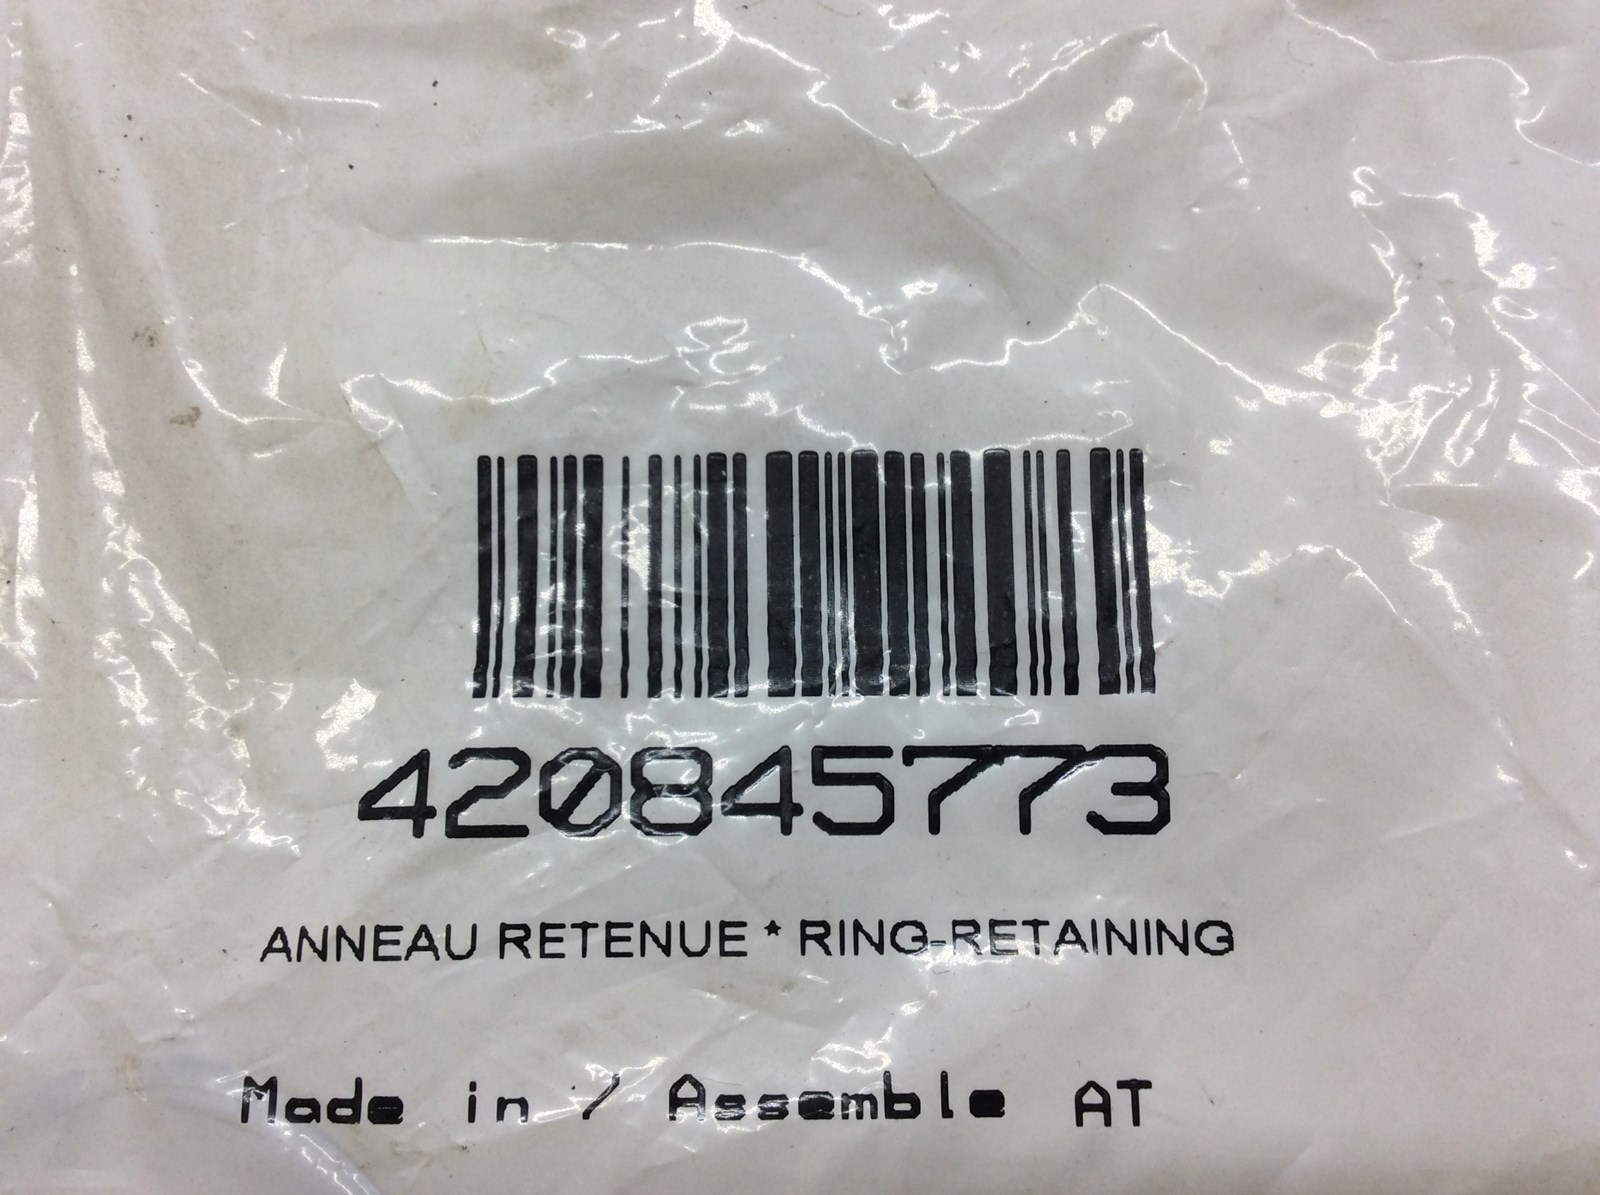 420845773
ANNEAU RETENUE * RING-RETAINING
Made in / Assemble AT